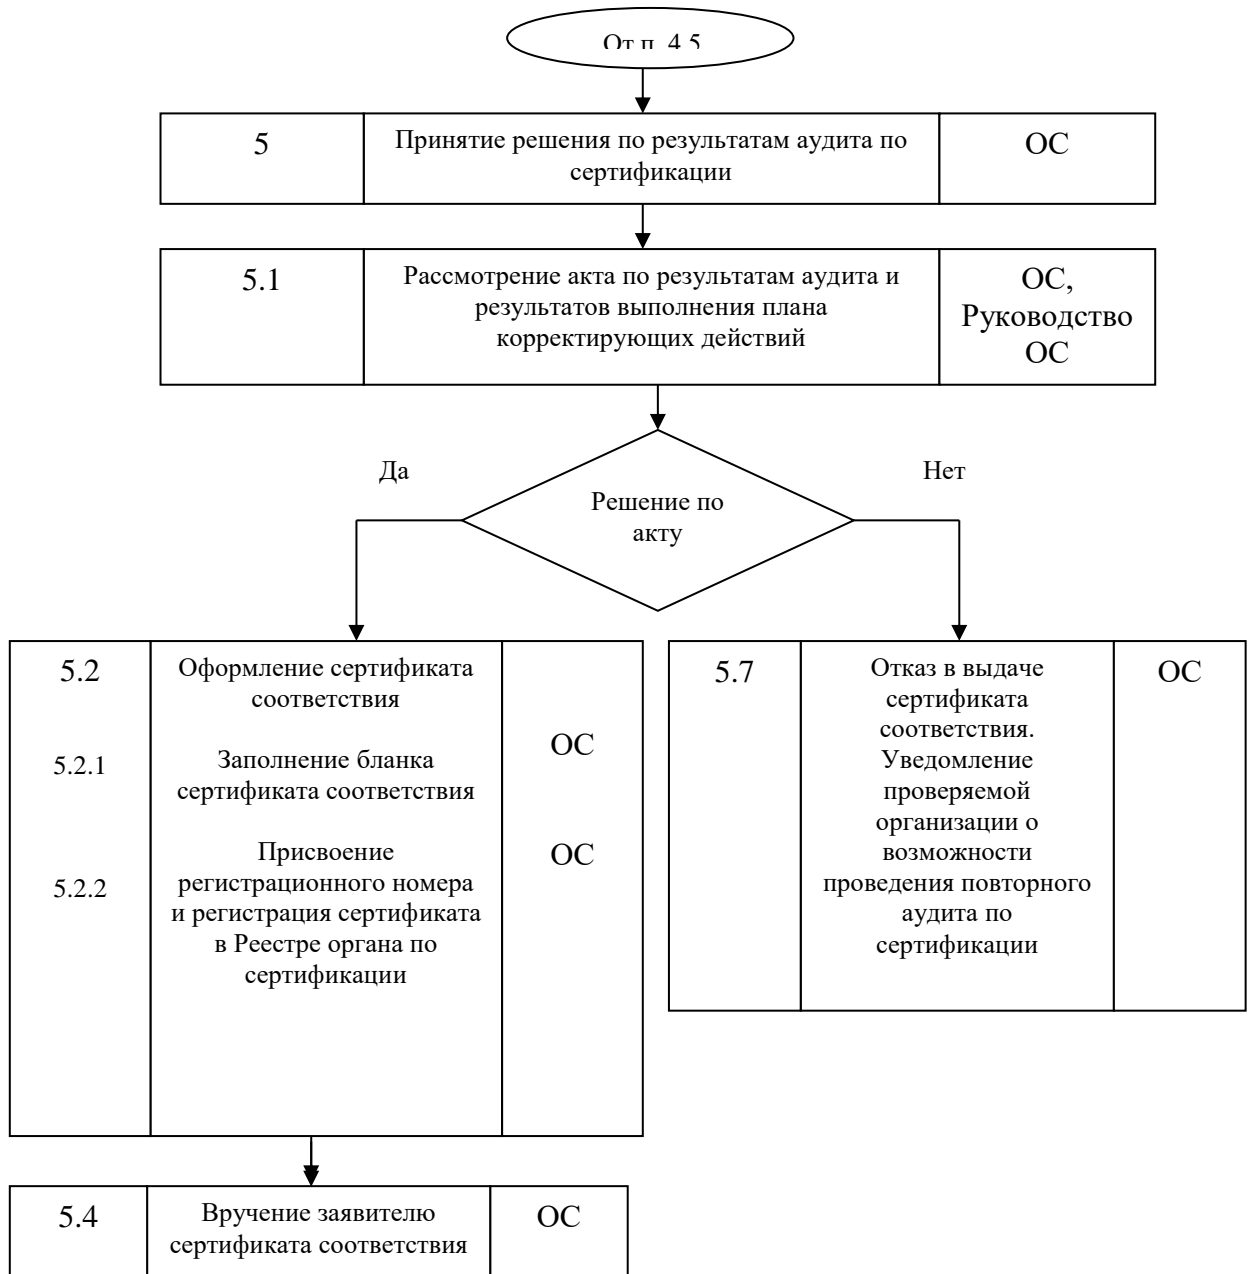 От п. 4.5
5
Принятие решения по результатам аудита по
сертификации
ОС
5.1
Рассмотрение акта по результатам аудита и
результатов выполнения плана
корректирующих действий
ОС,
Руководство
ОС
Да
Нет
Решение по
акту
5.2
Оформление сертификата
соответствия
5.2.1
Заполнение бланка
сертификата соответствия
ОС
5.2.2
Присвоение
регистрационного номера
и регистрация сертификата
в Реестре органа по
сертификации
ОС
5.7
Отказ в выдаче
сертификата
соответствия.
Уведомление
проверяемой
организации о
возможности
проведения повторного
аудита по
сертификации
ОС
5.4
Вручение заявителю
сертификата соответствия
ОС